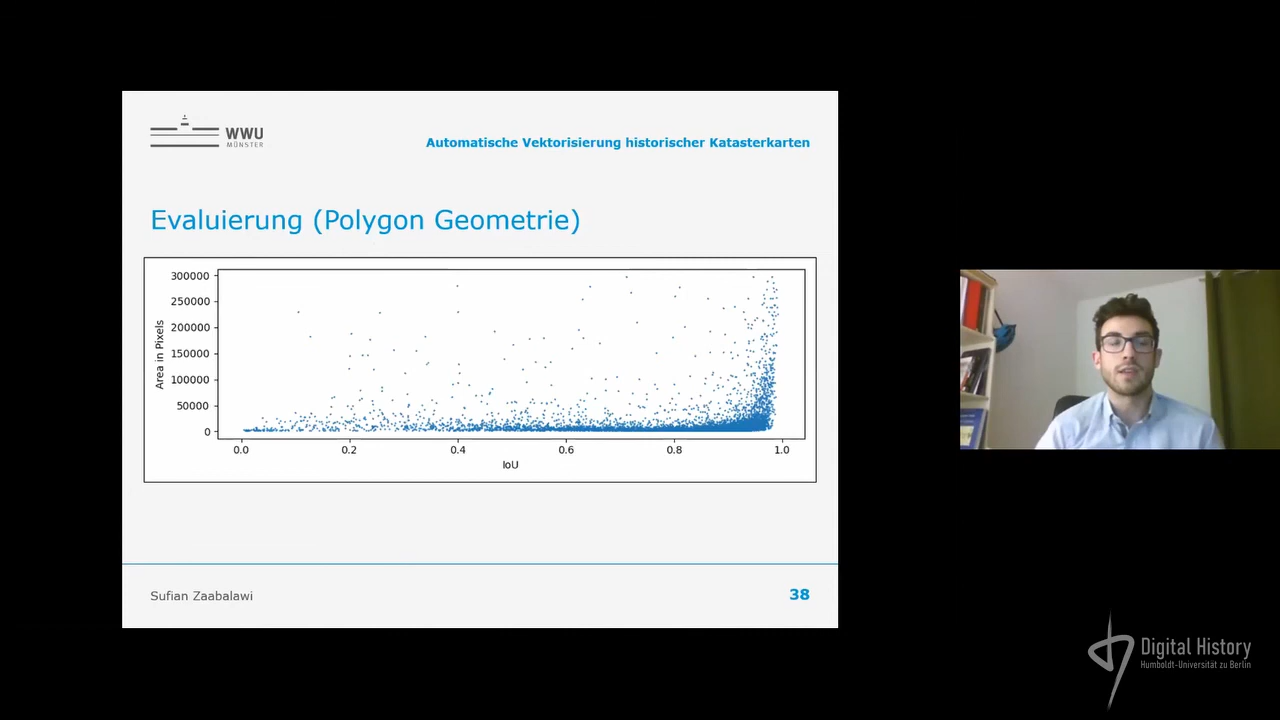 WWU
MÜNSTER
Automatische Vektorisierung historischer Katasterkarten
Evaluierung (Polygon Geometrie)
300000
250000
200000
150000
100000
50000
0
Area in Pixels
0.0 0.2 0.4 0.6 0.8 1.0
IoU
Sufian Zaabalawi
38
Digital History
Humboldt-Universität zu Berlin